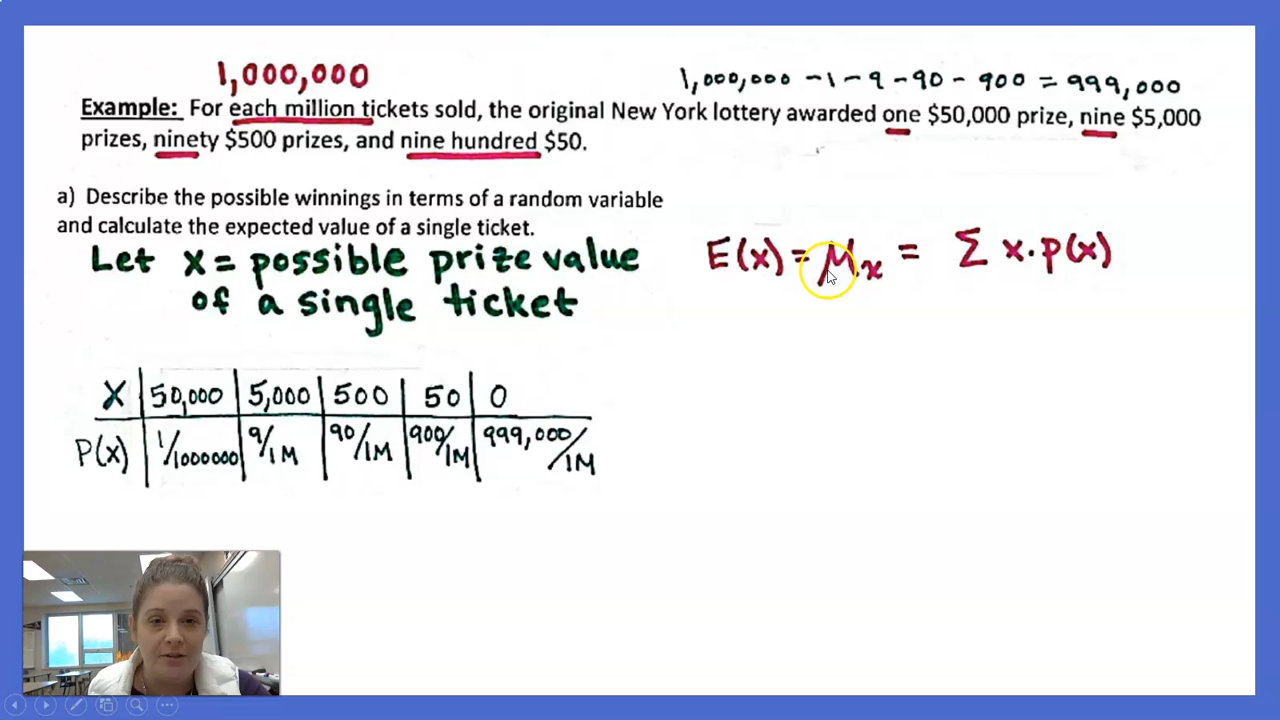 1,000,000
1,000,000 - 1 - 9 - 90 - 900 = 999,000
Example: For each million tickets sold, the original New York lottery awarded one $50,000 prize, nine $5,000
prizes, ninety $500 prizes, and nine hundred $50.
a) Describe the possible winnings in terms of a random variable
and calculate the expected value of a single ticket.
Let x = possible prize value
of a single ticket
E(x) = μx = Σ x·p(x)
X | 50,000 | 5,000 | 500 | 50 | 0
P(x) | 1/1000000 | 9/1M | 90/1M | 900/1M | 999,000/1M